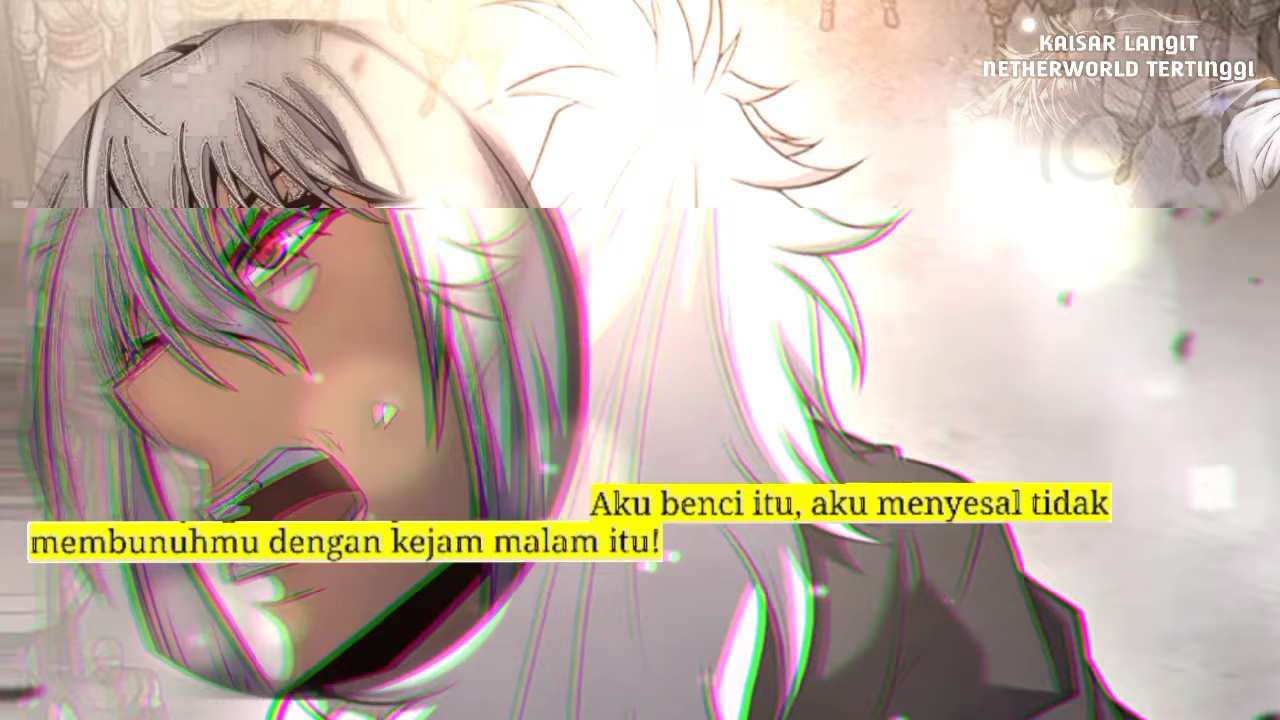 KAISAR LANGIT
NETHERWORLD TERTINGGI
Aku benci itu, aku menyesal tidak
membunuhmu dengan kejam malam itu!